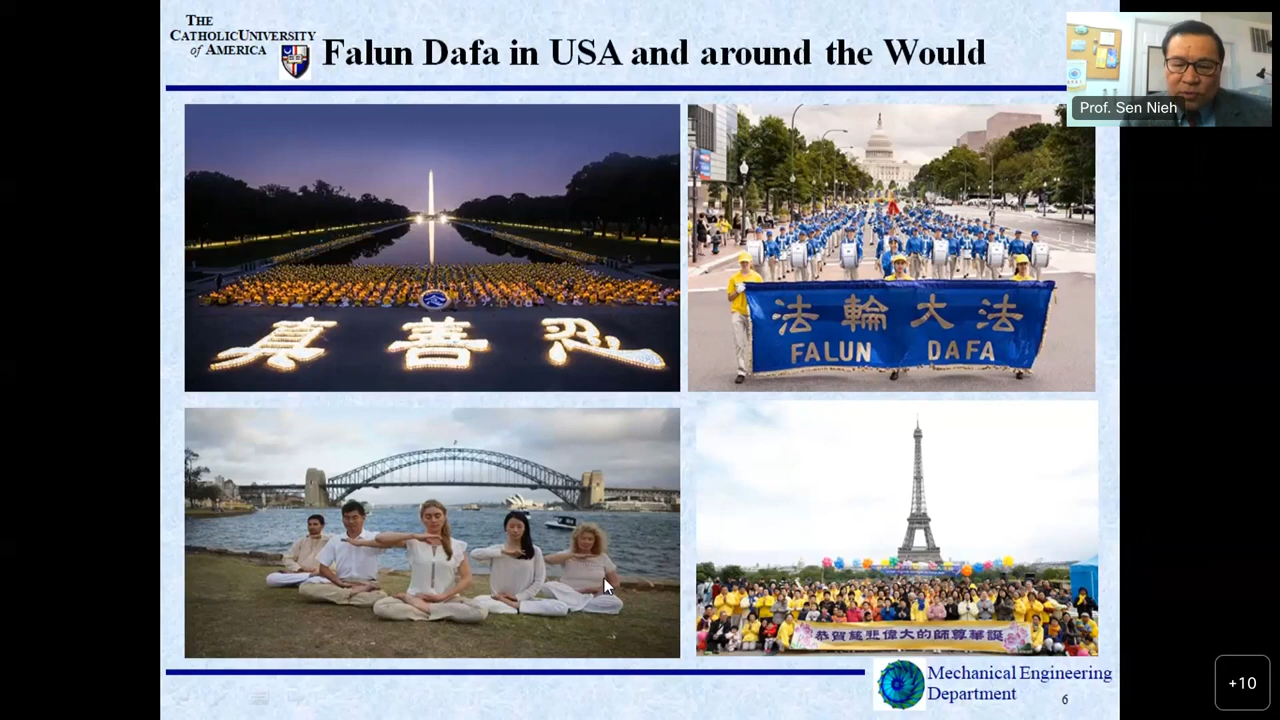 THE
CATHOLIC UNIVERSITY
of AMERICA
Falun Dafa in USA and around the Would
Prof. Sen Nieh
真善忍
法輪大法
FALUN DAFA
恭賀慈悲偉大的師尊華誕
Mechanical Engineering
Department
6
+10